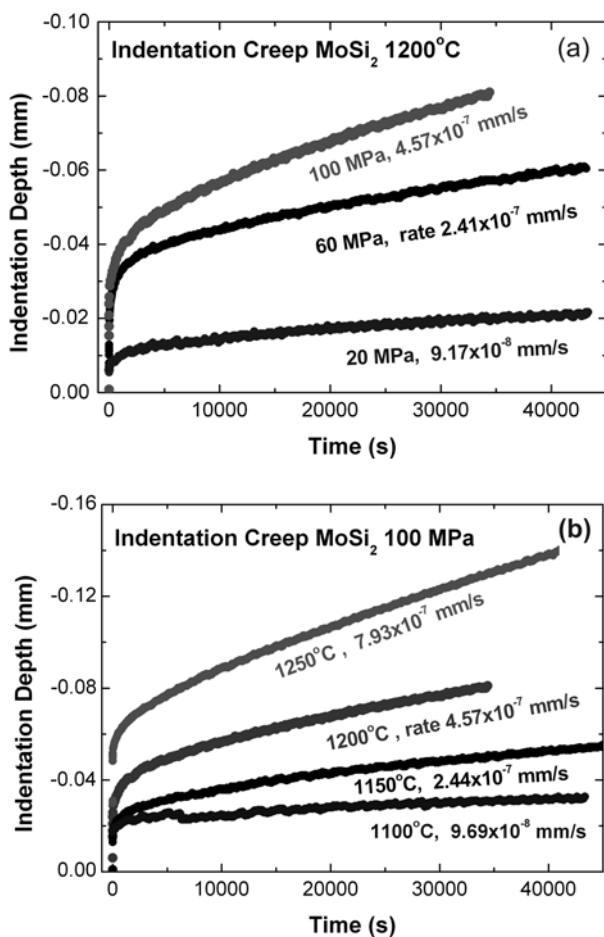 Indentation Creep MoSi₂ 1200°C
(a)
-0.10
-0.08
-0.06
-0.04
-0.02
0.00
Indentation Depth (mm)
100 MPa, 4.57x10⁻⁷ mm/s
60 MPa, rate 2.41x10⁻⁷ mm/s
20 MPa, 9.17x10⁻⁸ mm/s
0 10000 20000 30000 40000
Time (s)
Indentation Creep MoSi₂ 100 MPa
(b)
-0.16
-0.12
-0.08
-0.04
0.00
Indentation Depth (mm)
1250°C , 7.93x10⁻⁷ mm/s
1200°C , rate 4.57x10⁻⁷ mm/s
1150°C, 2.44x10⁻⁷ mm/s
1100°C, 9.69x10⁻⁸ mm/s
0 10000 20000 30000 40000
Time (s)